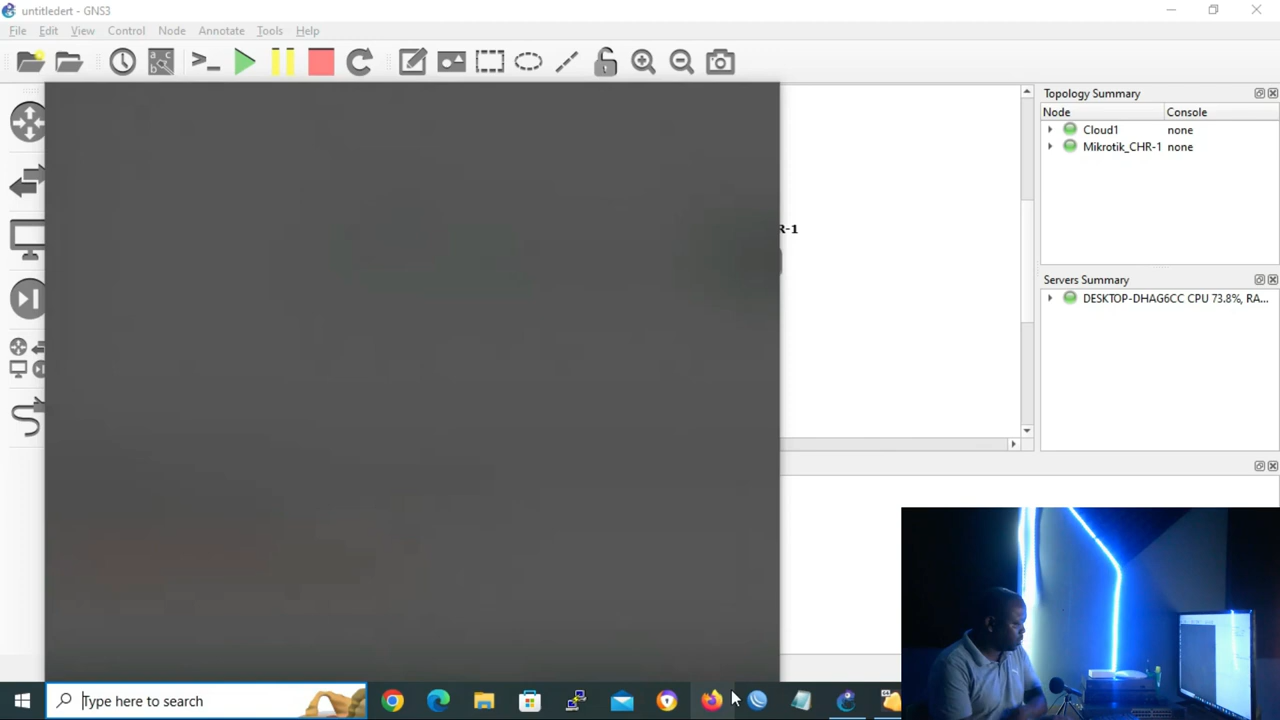 untitledert - GNS3
File Edit View Control Node Annotate Tools Help
Topology Summary
Node Console
Cloud1 none
Mikrotik_CHR-1 none
R-1
Servers Summary
DESKTOP-DHAG6CC CPU 73.8%, RA...
Type here to search